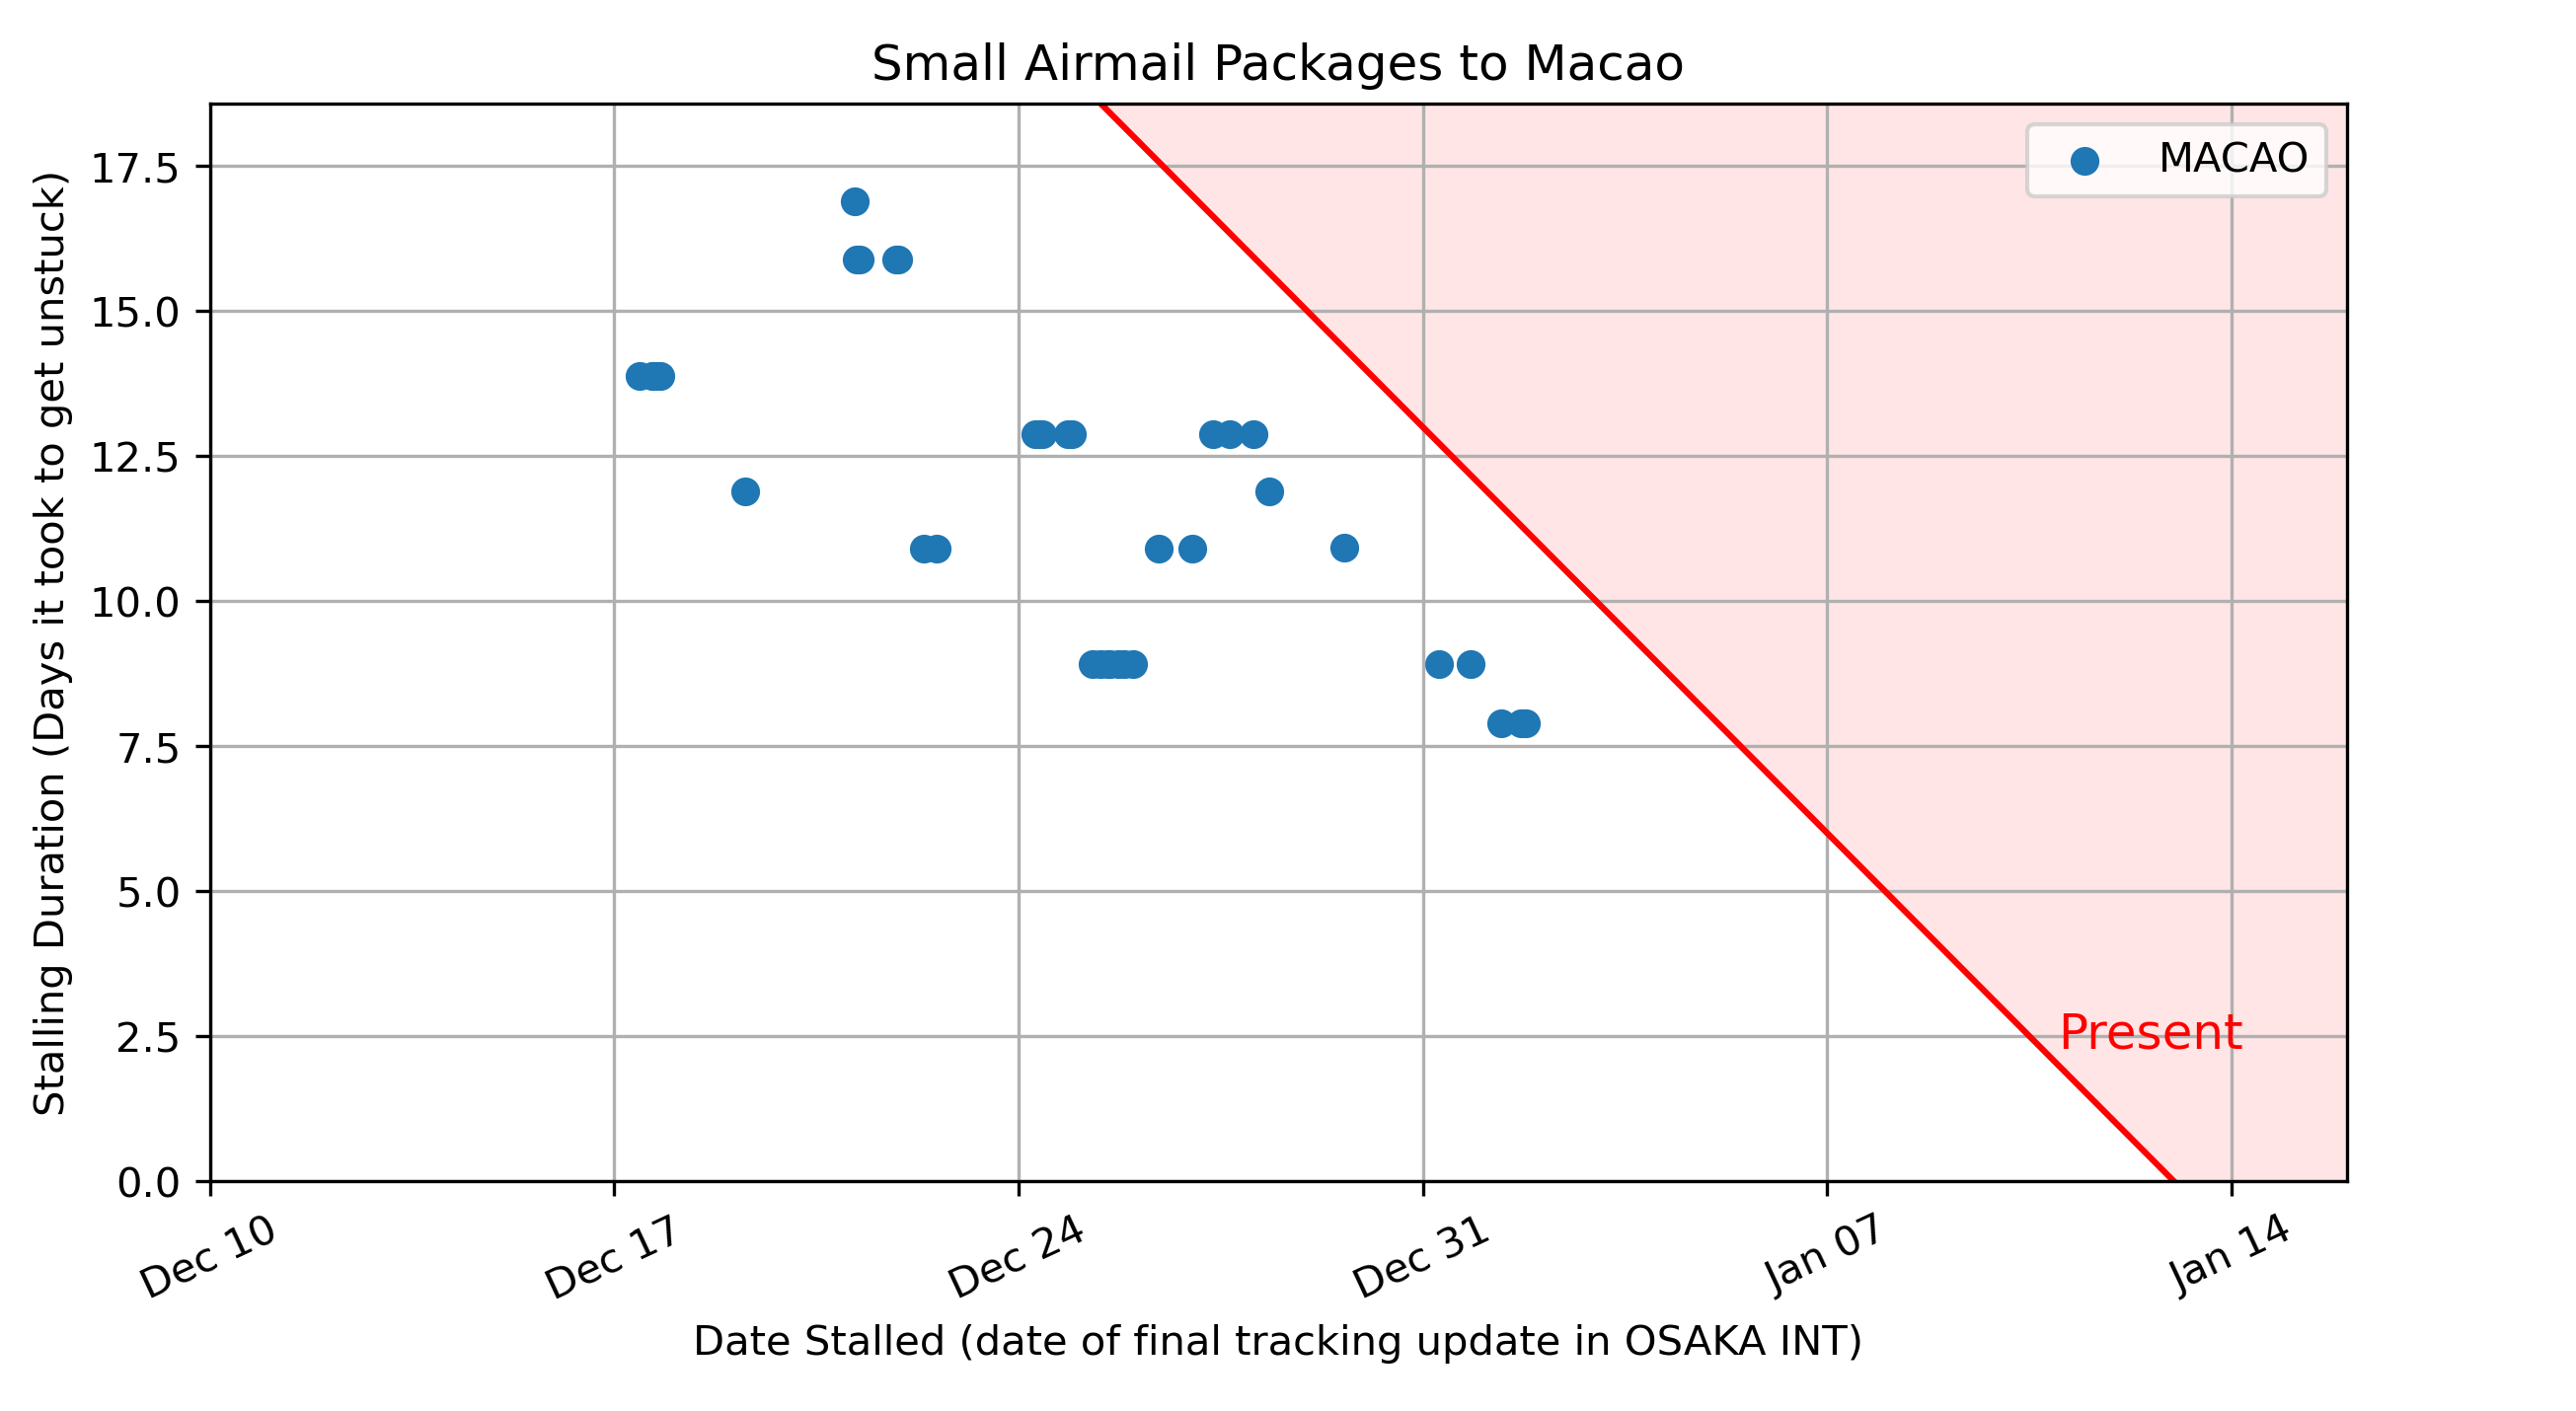 Small Airmail Packages to Macao
MACAO
Stalling Duration (Days it took to get unstuck)
17.5
15.0
12.5
10.0
7.5
5.0
2.5
0.0
Present
Dec 10
Dec 17
Dec 24
Dec 31
Jan 07
Jan 14
Date Stalled (date of final tracking update in OSAKA INT)